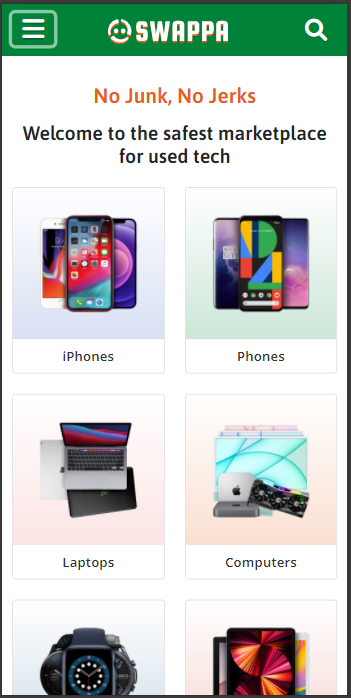 SWAPPA
No Junk, No Jerks
Welcome to the safest marketplace
for used tech
iPhones
Phones
Laptops
Computers